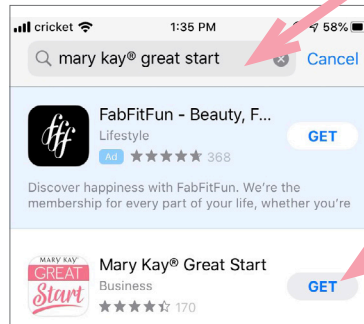 cricket 1:35 PM 58%
mary kay® great start Cancel
FabFitFun - Beauty, F...
Lifestyle
GET
Ad 368
Discover happiness with FabFitFun. We're the
membership for every part of your life, whether you're
MARY KAY
GREAT
Start
Mary Kay® Great Start
Business
GET
170